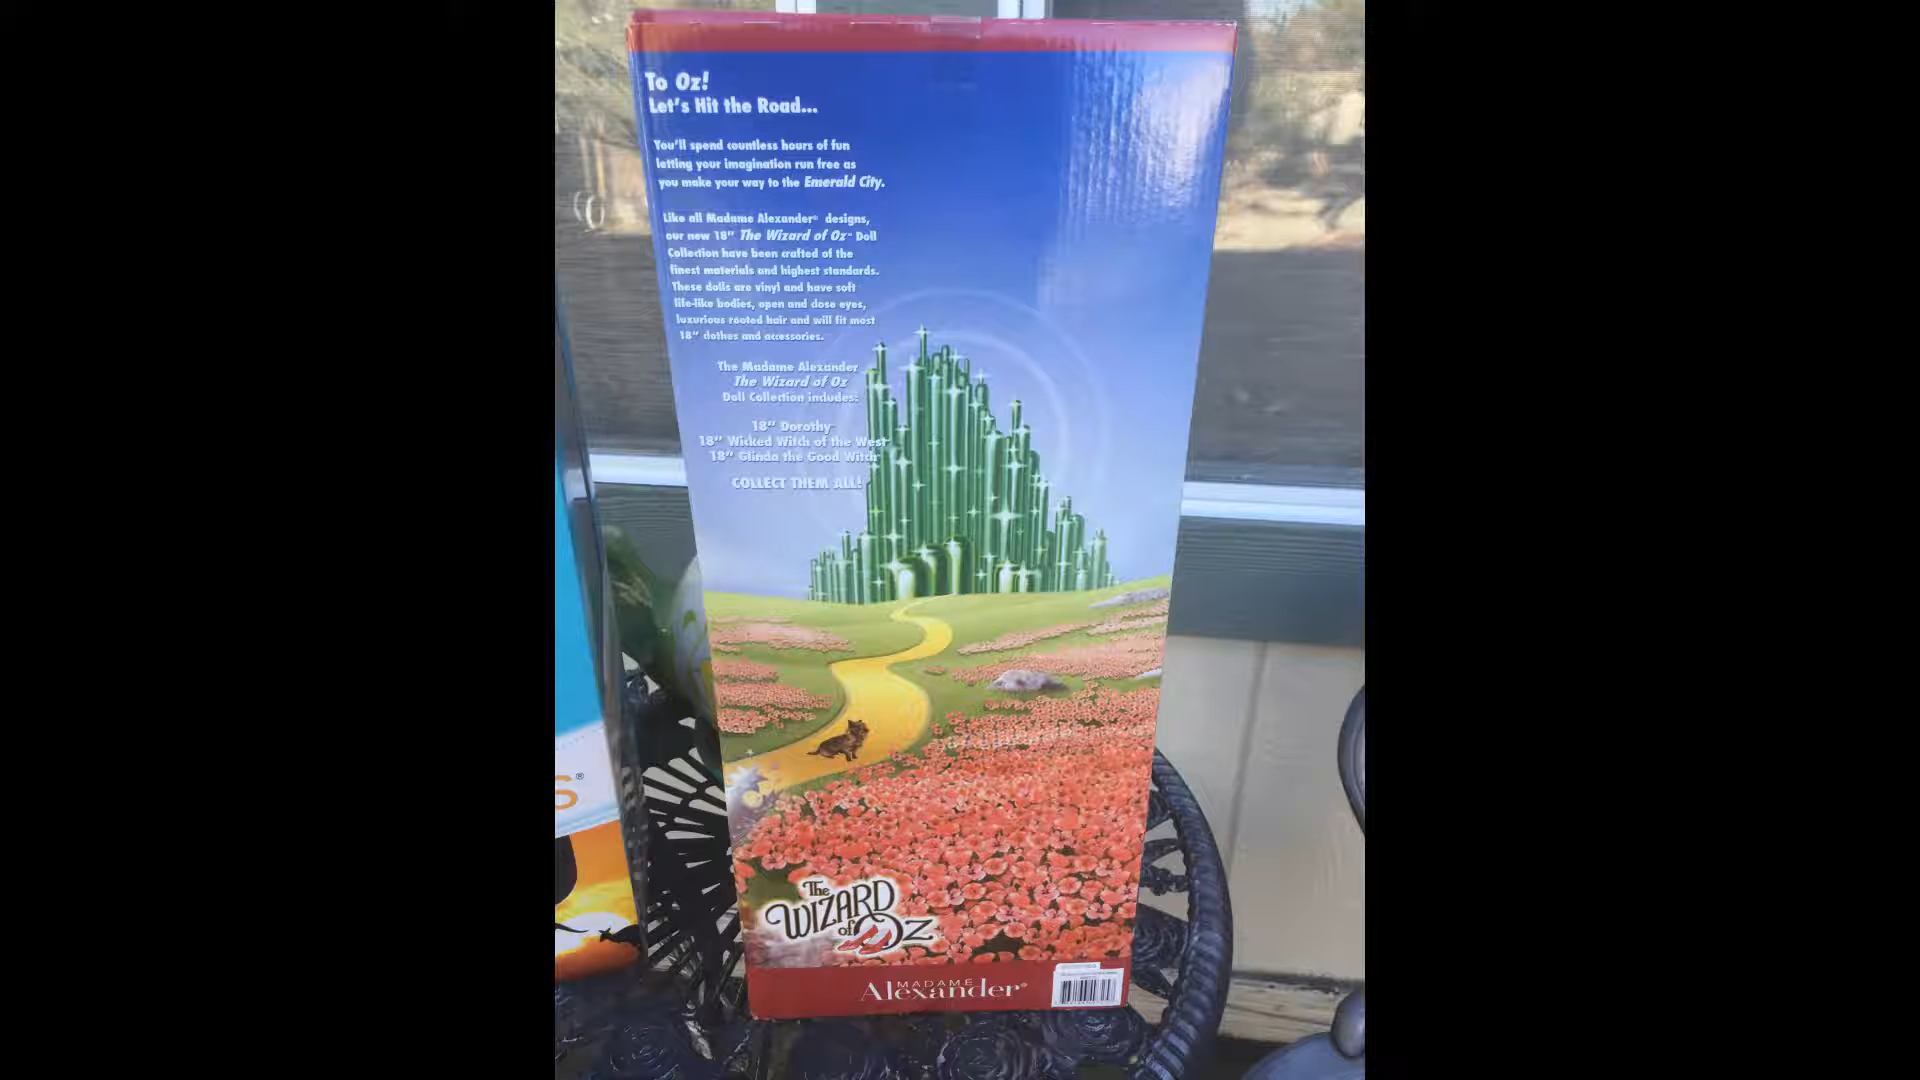 To Oz!
Let's Hit the Road...
You'll spend countless hours of fun
letting your imagination run free as
you make your way to the Emerald City.
Like all Madame Alexander® designs,
our new 18" The Wizard of Oz™ Doll
Collection have been crafted of the
finest materials and highest standards.
These dolls are vinyl and have soft
life-like bodies, open and close eyes,
luxurious rooted hair and will fit most
18" clothes and accessories.
The Madame Alexander
The Wizard of Oz
Doll Collection includes:
18" Dorothy
18" Wicked Witch of the West
18" Glinda the Good Witch
COLLECT THEM ALL!
S®
The
WIZARD
of OZ
MADAME
Alexander®